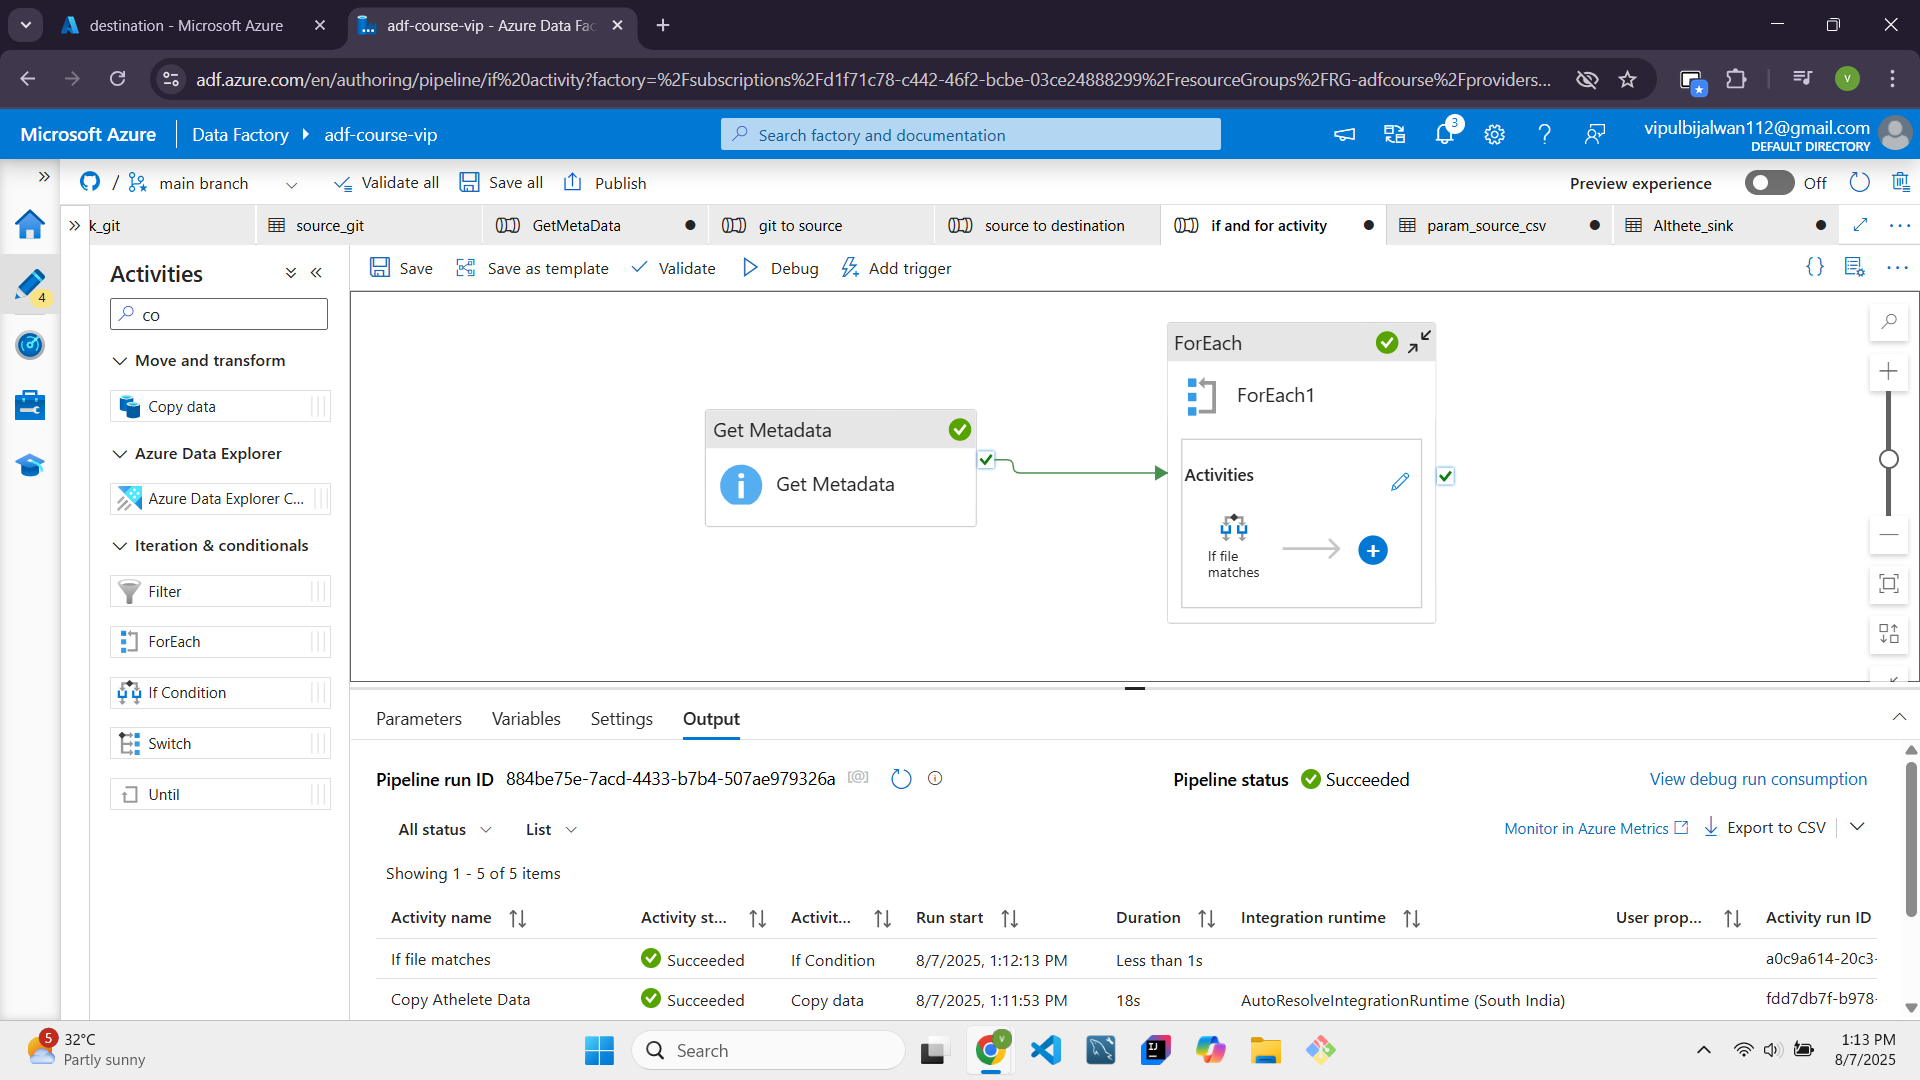 destination - Microsoft Azure
adf-course-vip - Azure Data Fac
adf.azure.com/en/authoring/pipeline/if%20activity?factory=%2Fsubscriptions%2Fd1f71c78-c442-46f2-bcbe-03ce24888299%2FresourceGroups%2FRG-adfcourse%2Fproviders...
V
V
Microsoft Azure
Data Factory
adf-course-vip
Search factory and documentation
3
vipulbijalwan112@gmail.com
DEFAULT DIRECTORY
/
main branch
Validate all
Save all
Publish
Preview experience
Off
k_git
source_git
GetMetaData
git to source
source to destination
if and for activity
param_source_csv
Althete_sink
4
Activities
co
Move and transform
Copy data
Azure Data Explorer
Azure Data Explorer C...
Iteration & conditionals
Filter
ForEach
If Condition
Switch
Until
Save
Save as template
Validate
Debug
Add trigger
Get Metadata
Get Metadata
ForEach
ForEach1
Activities
If file
matches
Parameters
Variables
Settings
Output
Pipeline run ID
884be75e-7acd-4433-b7b4-507ae979326a
Pipeline status
Succeeded
View debug run consumption
All status
List
Monitor in Azure Metrics
Export to CSV
Showing 1 - 5 of 5 items
Activity name
Activity st...
Activit...
Run start
Duration
Integration runtime
User prop...
Activity run ID
If file matches
Succeeded
If Condition
8/7/2025, 1:12:13 PM
Less than 1s
a0c9a614-20c3-
Copy Athelete Data
Succeeded
Copy data
8/7/2025, 1:11:53 PM
18s
AutoResolveIntegrationRuntime (South India)
fdd7db7f-b978-
5
32°C
Partly sunny
Search
1:13 PM
8/7/2025